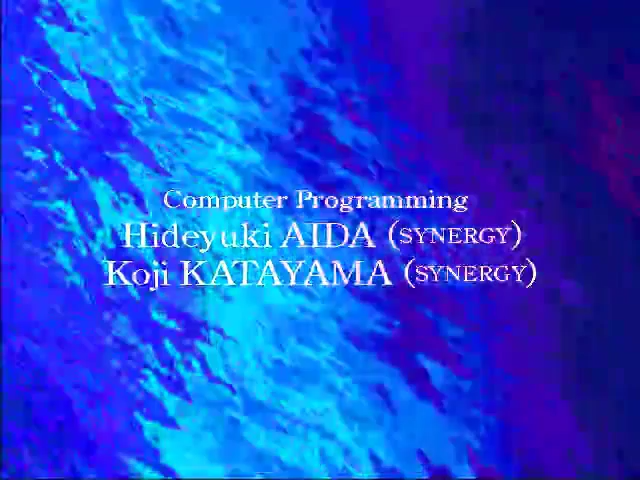 Computer Programming
Hideyuki AIDA (SYNERGY)
Koji KATAYAMA (SYNERGY)